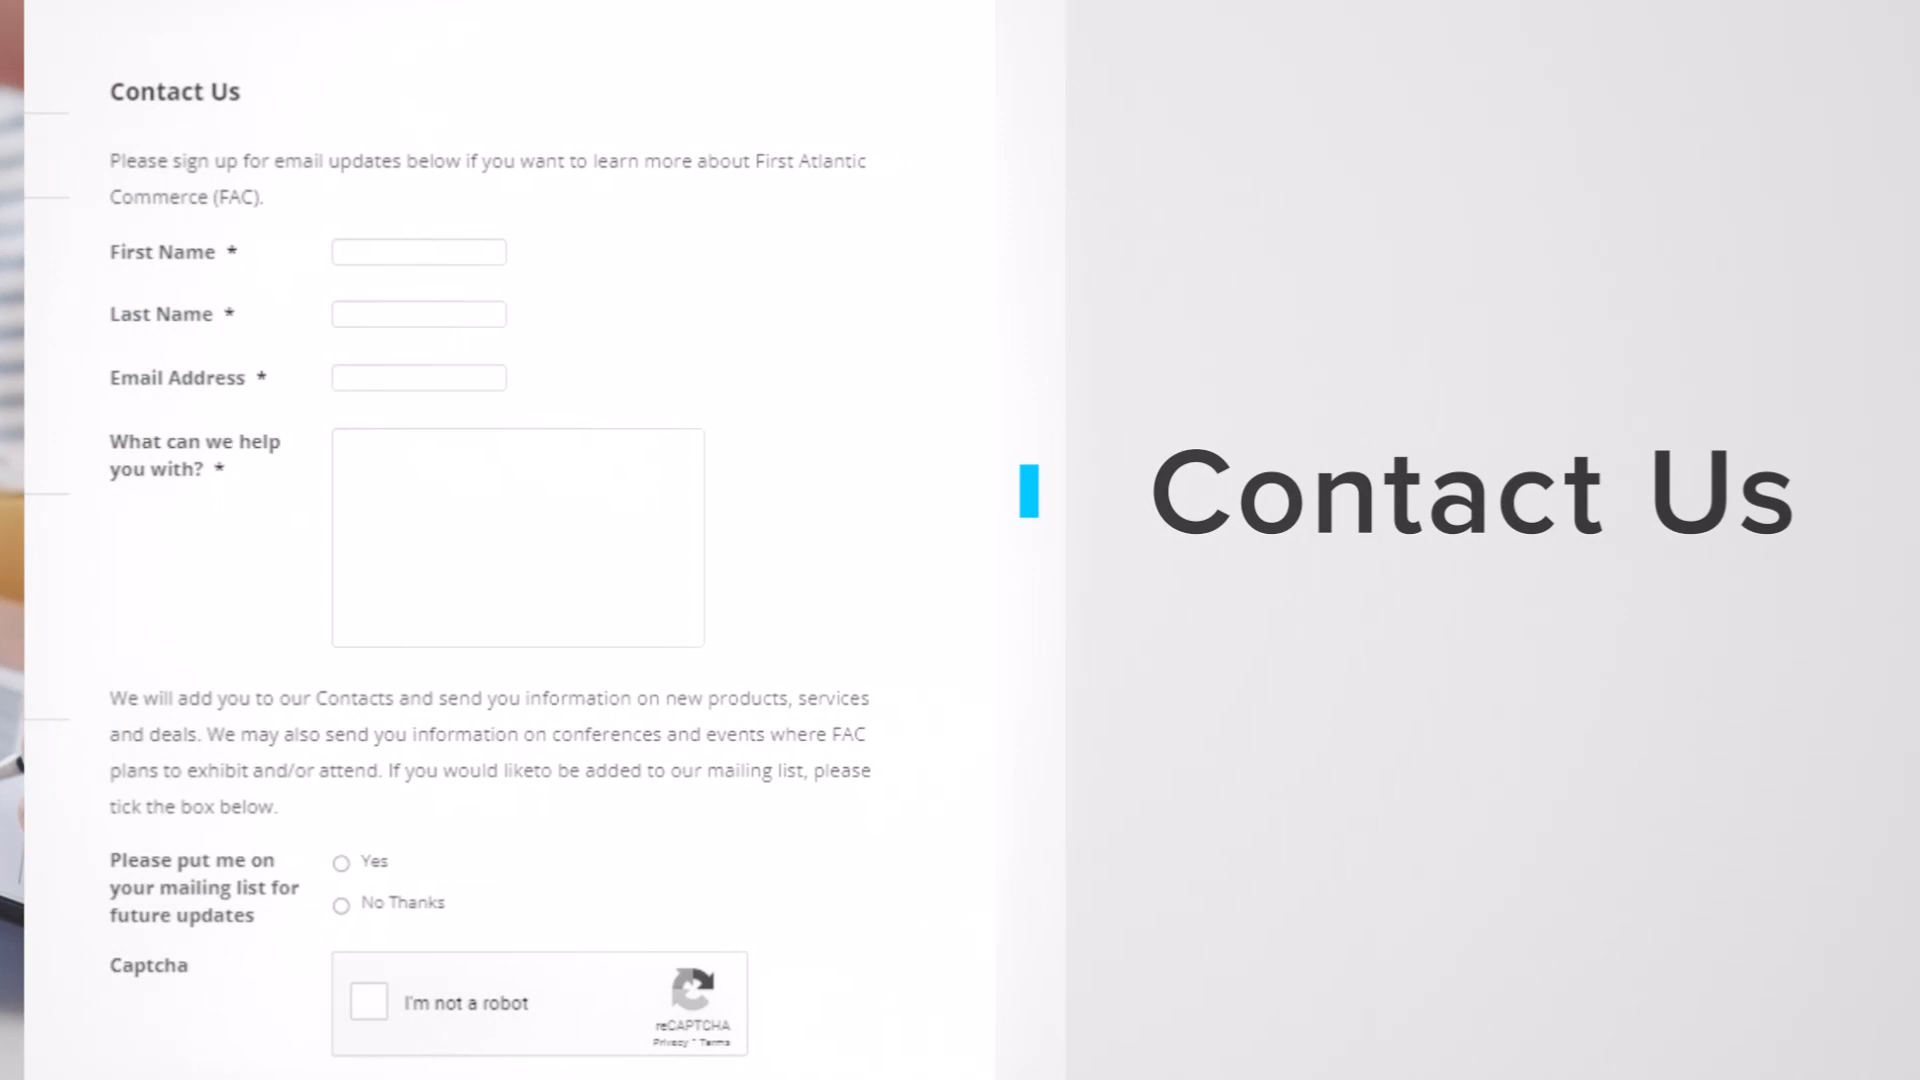 Contact Us
Please sign up for email updates below if you want to learn more about First Atlantic
Commerce (FAC).
First Name *
Last Name *
Email Address *
What can we help
you with? *
We will add you to our Contacts and send you information on new products, services
and deals. We may also send you information on conferences and events where FAC
plans to exhibit and/or attend. If you would liketo be added to our mailing list, please
tick the box below.
Please put me on
your mailing list for
future updates
Yes
No Thanks
Captcha
I'm not a robot
reCAPTCHA
Privacy - Terms
Contact Us